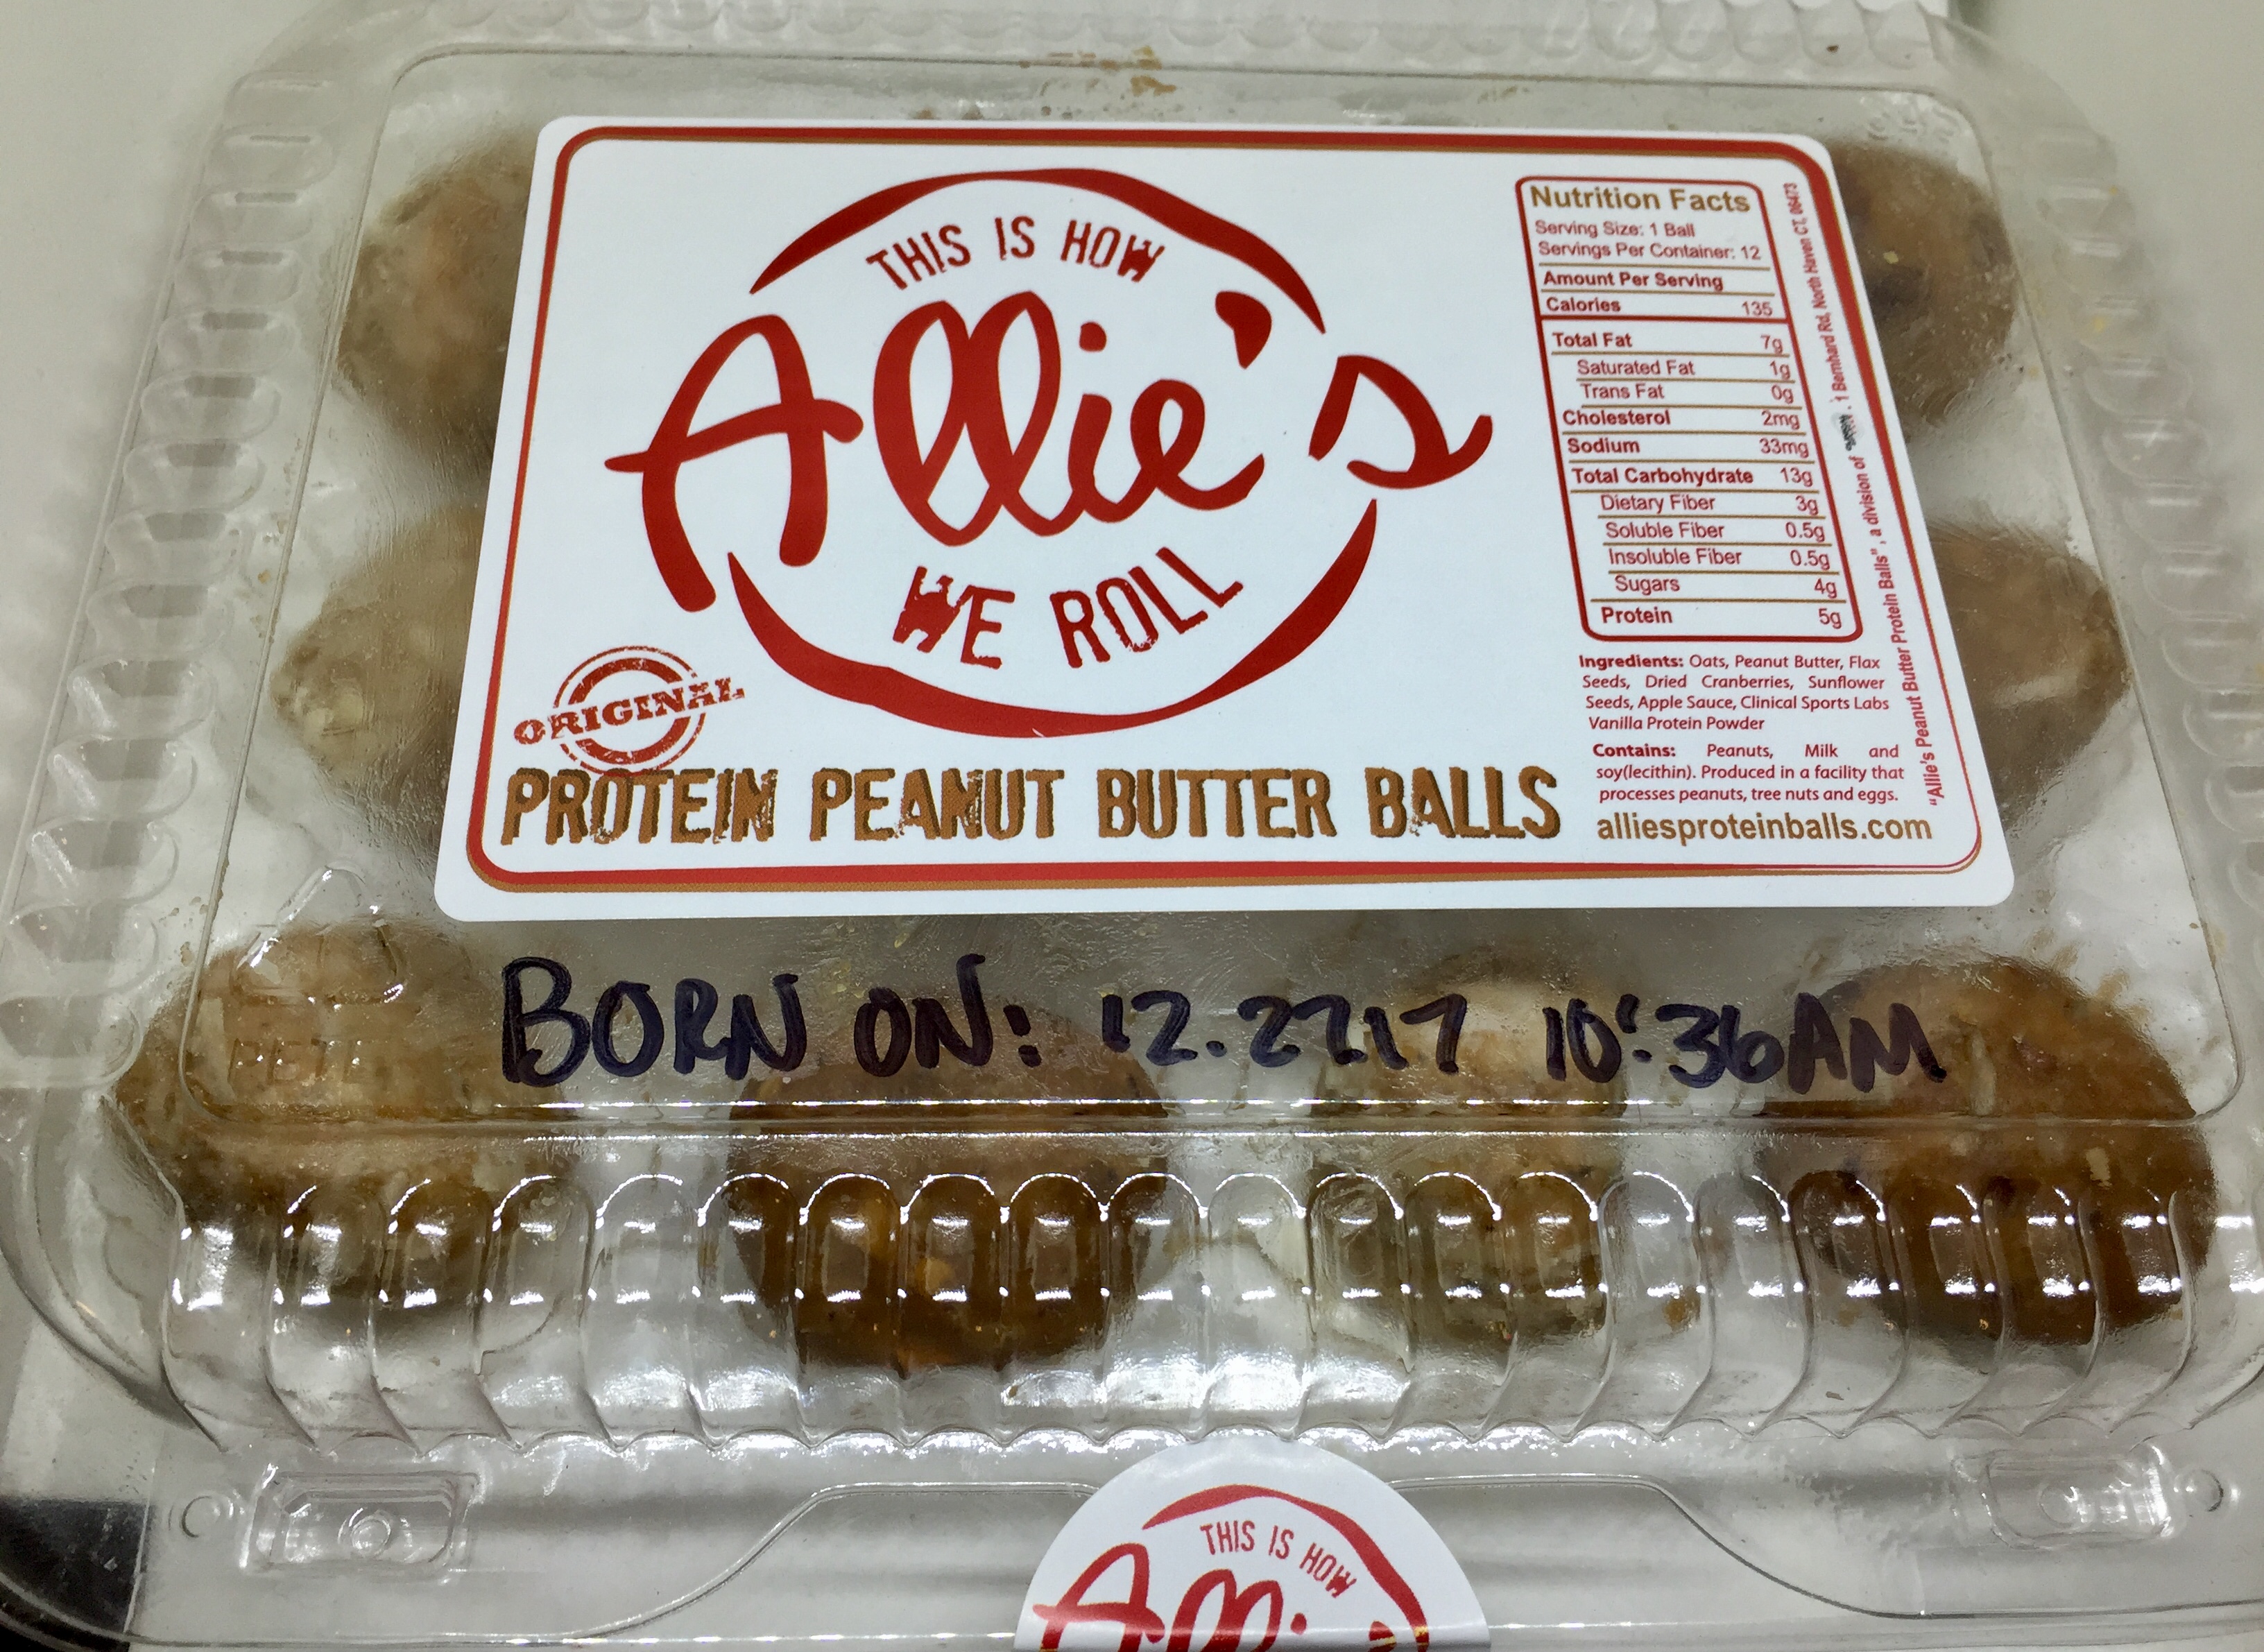 THIS IS HOW
Allie's
WE ROLL
ORIGINAL
PROTEIN PEANUT BUTTER BALLS
Nutrition Facts
Serving Size: 1 Ball
Servings Per Container: 12
Amount Per Serving
Calories 135
Total Fat 7g
Saturated Fat 1g
Trans Fat 0g
Cholesterol 2mg
Sodium 33mg
Total Carbohydrate 13g
Dietary Fiber 3g
Soluble Fiber 0.5g
Insoluble Fiber 0.5g
Sugars 4g
Protein 5g
Ingredients: Oats, Peanut Butter, Flax
Seeds, Dried Cranberries, Sunflower
Seeds, Apple Sauce, Clinical Sports Labs
Vanilla Protein Powder
Contains: Peanuts, Milk and
soy(lecithin). Produced in a facility that
processes peanuts, tree nuts and eggs.
alliesproteinballs.com
"Allie's Peanut Butter Protein Balls", a division of . 1 Bernhard Rd, North Haven CT, 06473
BORN ON: 12.27.17 10:36AM
THIS IS HOW
Allie